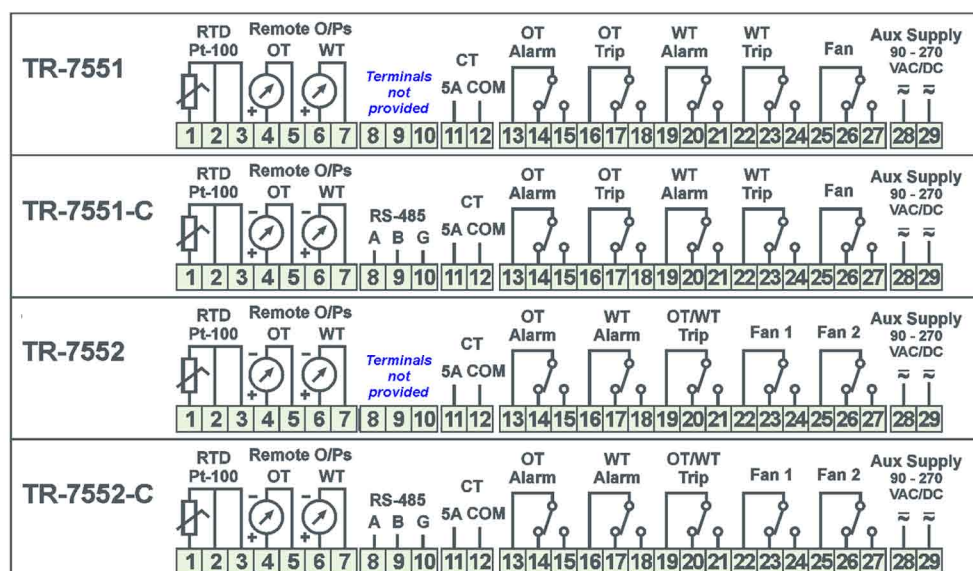 TR-7551
RTD
Pt-100
Remote O/Ps
OT WT
Terminals
not
provided
CT
5A COM
OT
Alarm
OT
Trip
WT
Alarm
WT
Trip
Fan
Aux Supply
90 - 270
VAC/DC
+ +
1 2 3 4 5 6 7 8 9 10 11 12 13 14 15 16 17 18 19 20 21 22 23 24 25 26 27 28 29
TR-7551-C
RTD
Pt-100
Remote O/Ps
OT WT
RS-485
A B G
CT
5A COM
OT
Alarm
OT
Trip
WT
Alarm
WT
Trip
Fan
Aux Supply
90 - 270
VAC/DC
- -
+ +
1 2 3 4 5 6 7 8 9 10 11 12 13 14 15 16 17 18 19 20 21 22 23 24 25 26 27 28 29
TR-7552
RTD
Pt-100
Remote O/Ps
OT WT
Terminals
not
provided
CT
5A COM
OT
Alarm
WT
Alarm
OT/WT
Trip
Fan 1
Fan 2
Aux Supply
90 - 270
VAC/DC
- -
+ +
1 2 3 4 5 6 7 8 9 10 11 12 13 14 15 16 17 18 19 20 21 22 23 24 25 26 27 28 29
TR-7552-C
RTD
Pt-100
Remote O/Ps
OT WT
RS-485
A B G
CT
5A COM
OT
Alarm
WT
Alarm
OT/WT
Trip
Fan 1
Fan 2
Aux Supply
90 - 270
VAC/DC
- -
+ +
1 2 3 4 5 6 7 8 9 10 11 12 13 14 15 16 17 18 19 20 21 22 23 24 25 26 27 28 29